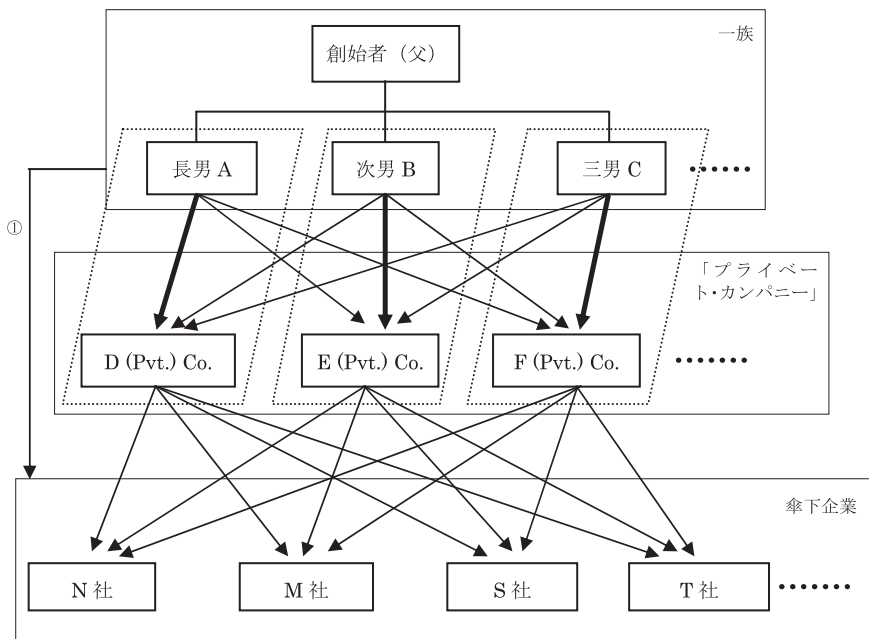 一族
創始者（父）
長男 A
次男 B
三男 C
①
「プライベー
ト・カンパニー」
D (Pvt.) Co.
E (Pvt.) Co.
F (Pvt.) Co.
傘下企業
N 社
M 社
S 社
T 社